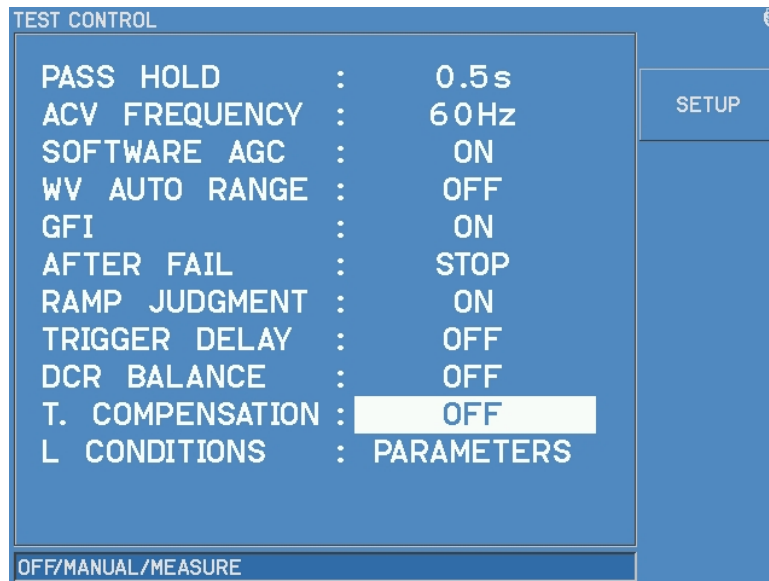 TEST CONTROL
PASS HOLD : 0.5s
ACV FREQUENCY : 60Hz
SOFTWARE AGC : ON
WV AUTO RANGE : OFF
GFI : ON
AFTER FAIL : STOP
RAMP JUDGMENT : ON
TRIGGER DELAY : OFF
DCR BALANCE : OFF
T. COMPENSATION : OFF
L CONDITIONS : PARAMETERS
SETUP
OFF/MANUAL/MEASURE